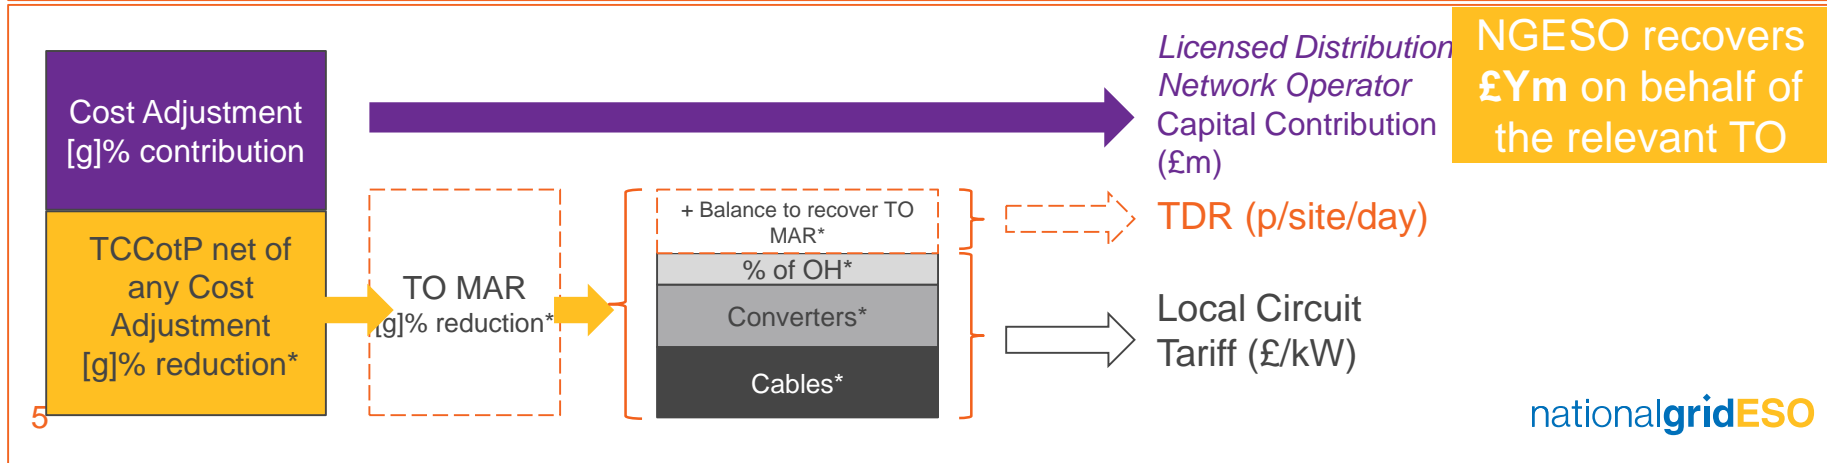 Cost Adjustment
[g]% contribution
TCCotP net of
any Cost
Adjustment
[g]% reduction*
TO MAR
[g]% reduction*
+ Balance to recover TO
MAR*
% of OH*
Converters*
Cables*
Licensed Distribution
Network Operator
Capital Contribution
(£m)
TDR (p/site/day)
Local Circuit
Tariff (£/kW)
NGESO recovers
£Ym on behalf of
the relevant TO
5
nationalgridESO